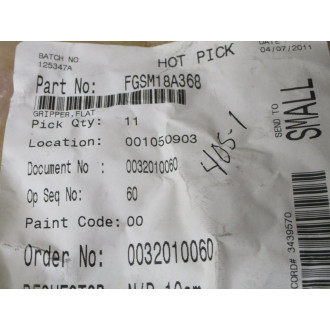 HOT PICK
BATCH NO
125347A
04/07/2011
Part No: FGSM18A368
GRIPPER,FLAT
Pick Qty: 11
Location: 001050903
Document No : 0032010060
Op Seq No: 60
Paint Code: 00
Order No: 0032010060
405-1
SEND TO
SMALL
CORD# 3439570